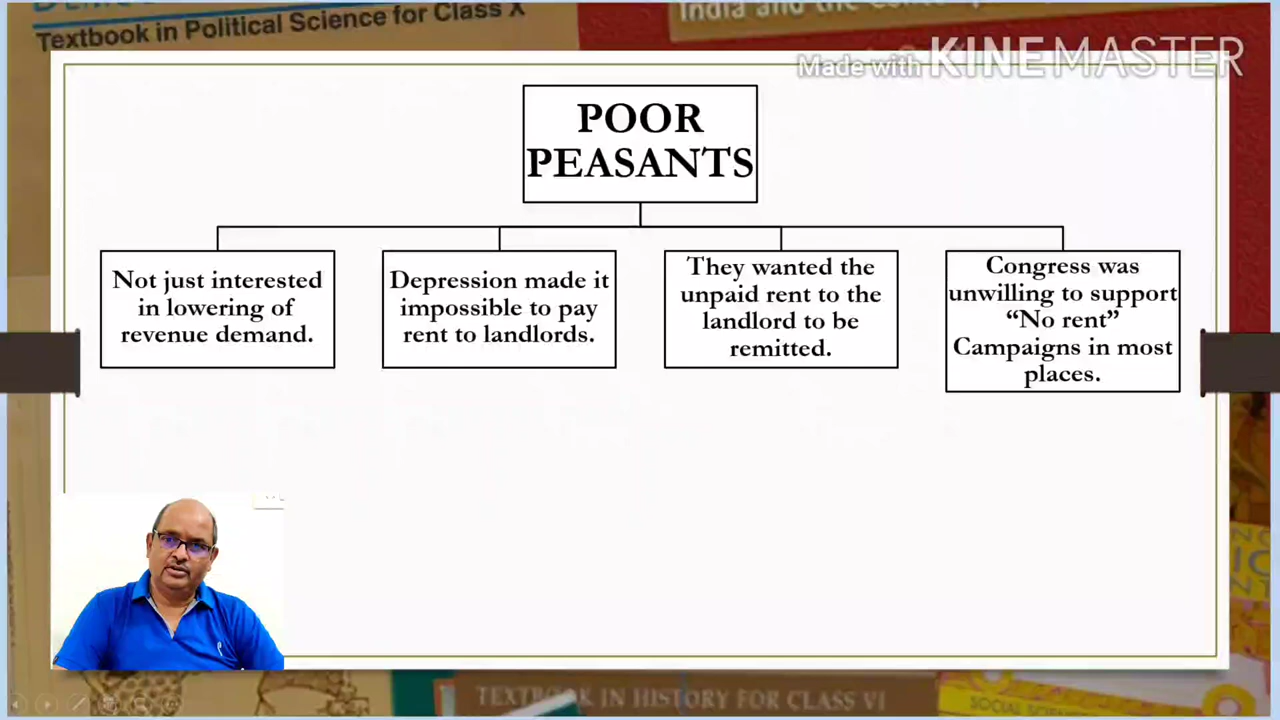 Textbook in Political Science for Class X
India and the
Made with KINEMASTER
POOR
PEASANTS
Not just interested
in lowering of
revenue demand.
Depression made it
impossible to pay
rent to landlords.
They wanted the
unpaid rent to the
landlord to be
remitted.
Congress was
unwilling to support
“No rent”
Campaigns in most
places.
TEXTBOOK IN HISTORY FOR CLASS VI
SOCIAL